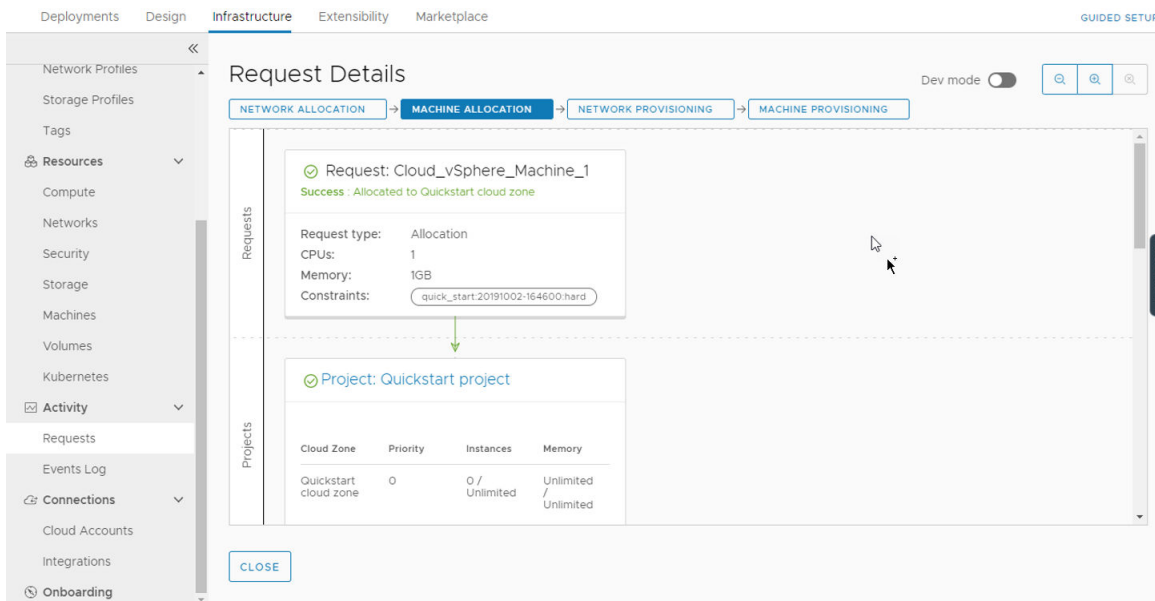 Deployments Design Infrastructure Extensibility Marketplace GUIDED SETUP
Network Profiles
Storage Profiles
Tags
Resources
Compute
Networks
Security
Storage
Machines
Volumes
Kubernetes
Activity
Requests
Events Log
Connections
Cloud Accounts
Integrations
Onboarding
Request Details
Dev mode
NETWORK ALLOCATION MACHINE ALLOCATION NETWORK PROVISIONING MACHINE PROVISIONING
Requests
Request: Cloud_vSphere_Machine_1
Success : Allocated to Quickstart cloud zone
Request type: Allocation
CPUs: 1
Memory: 1GB
Constraints: quick_start:20191002-164600:hard
Projects
Project: Quickstart project
Cloud Zone Priority Instances Memory
Quickstart 0 0 / Unlimited
cloud zone Unlimited /
Unlimited
CLOSE